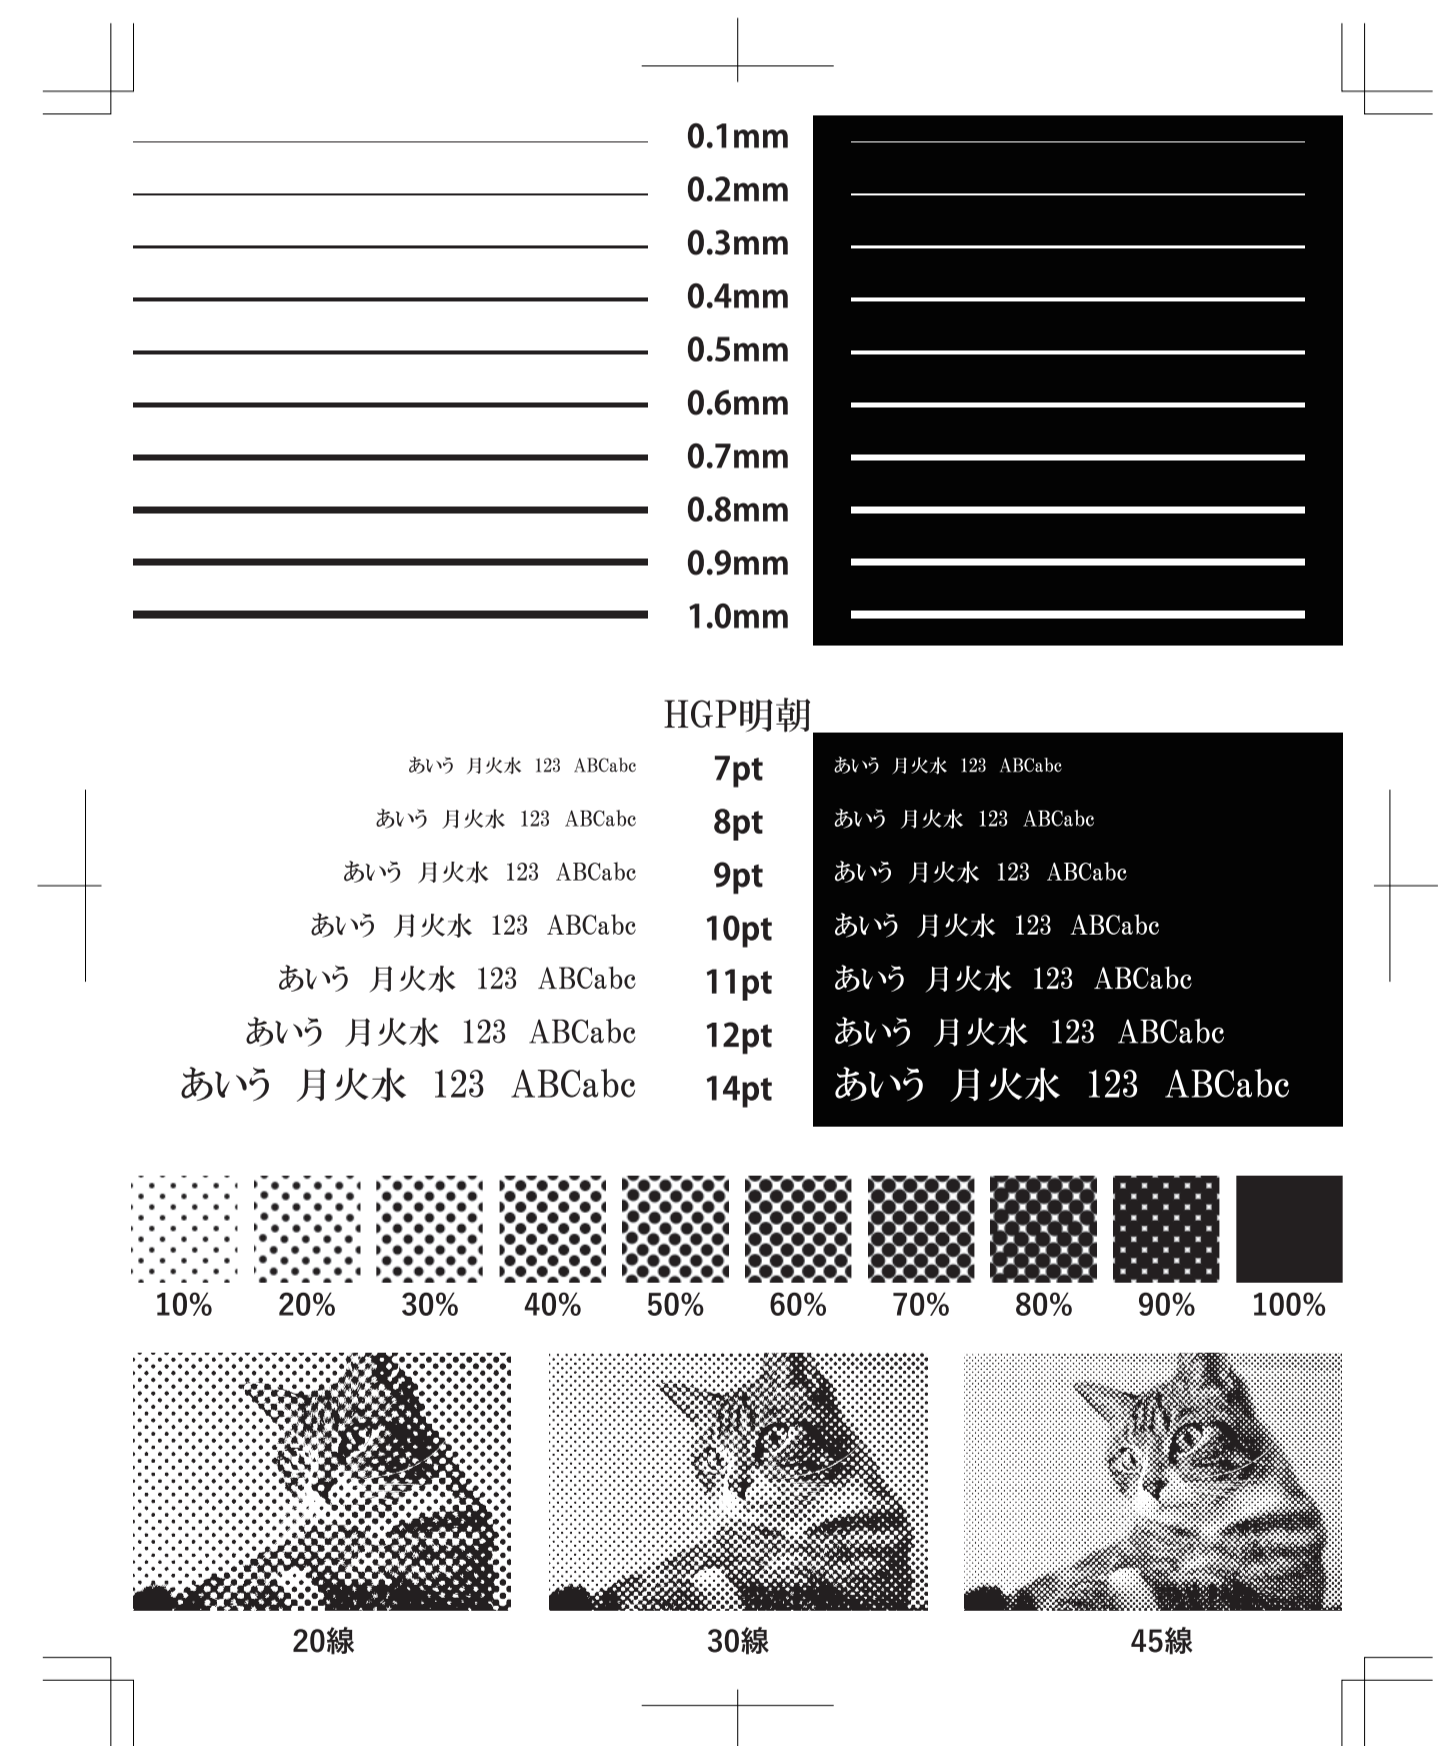 0.1mm
0.2mm
0.3mm
0.4mm
0.5mm
0.6mm
0.7mm
0.8mm
0.9mm
1.0mm
HGP明朝
あいう 月火水 123 ABCabc 7pt あいう 月火水 123 ABCabc
あいう 月火水 123 ABCabc 8pt あいう 月火水 123 ABCabc
あいう 月火水 123 ABCabc 9pt あいう 月火水 123 ABCabc
あいう 月火水 123 ABCabc 10pt あいう 月火水 123 ABCabc
あいう 月火水 123 ABCabc 11pt あいう 月火水 123 ABCabc
あいう 月火水 123 ABCabc 12pt あいう 月火水 123 ABCabc
あいう 月火水 123 ABCabc 14pt あいう 月火水 123 ABCabc
10% 20% 30% 40% 50% 60% 70% 80% 90% 100%
20線 30線 45線